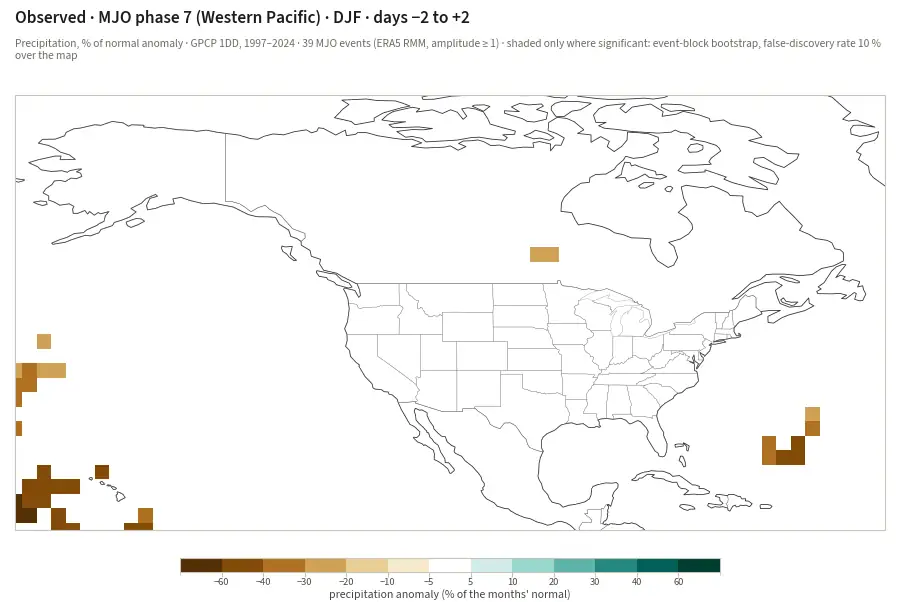 Observed · MJO phase 7 (Western Pacific) · DJF · days −2 to +2
Precipitation, % of normal anomaly · GPCP 1DD, 1997–2024 · 39 MJO events (ERA5 RMM, amplitude ≥ 1) · shaded only where significant: event-block bootstrap, false-discovery rate 10 %
over the map
−60 −40 −30 −20 −10 −5 5 10 20 30 40 60
precipitation anomaly (% of the months' normal)